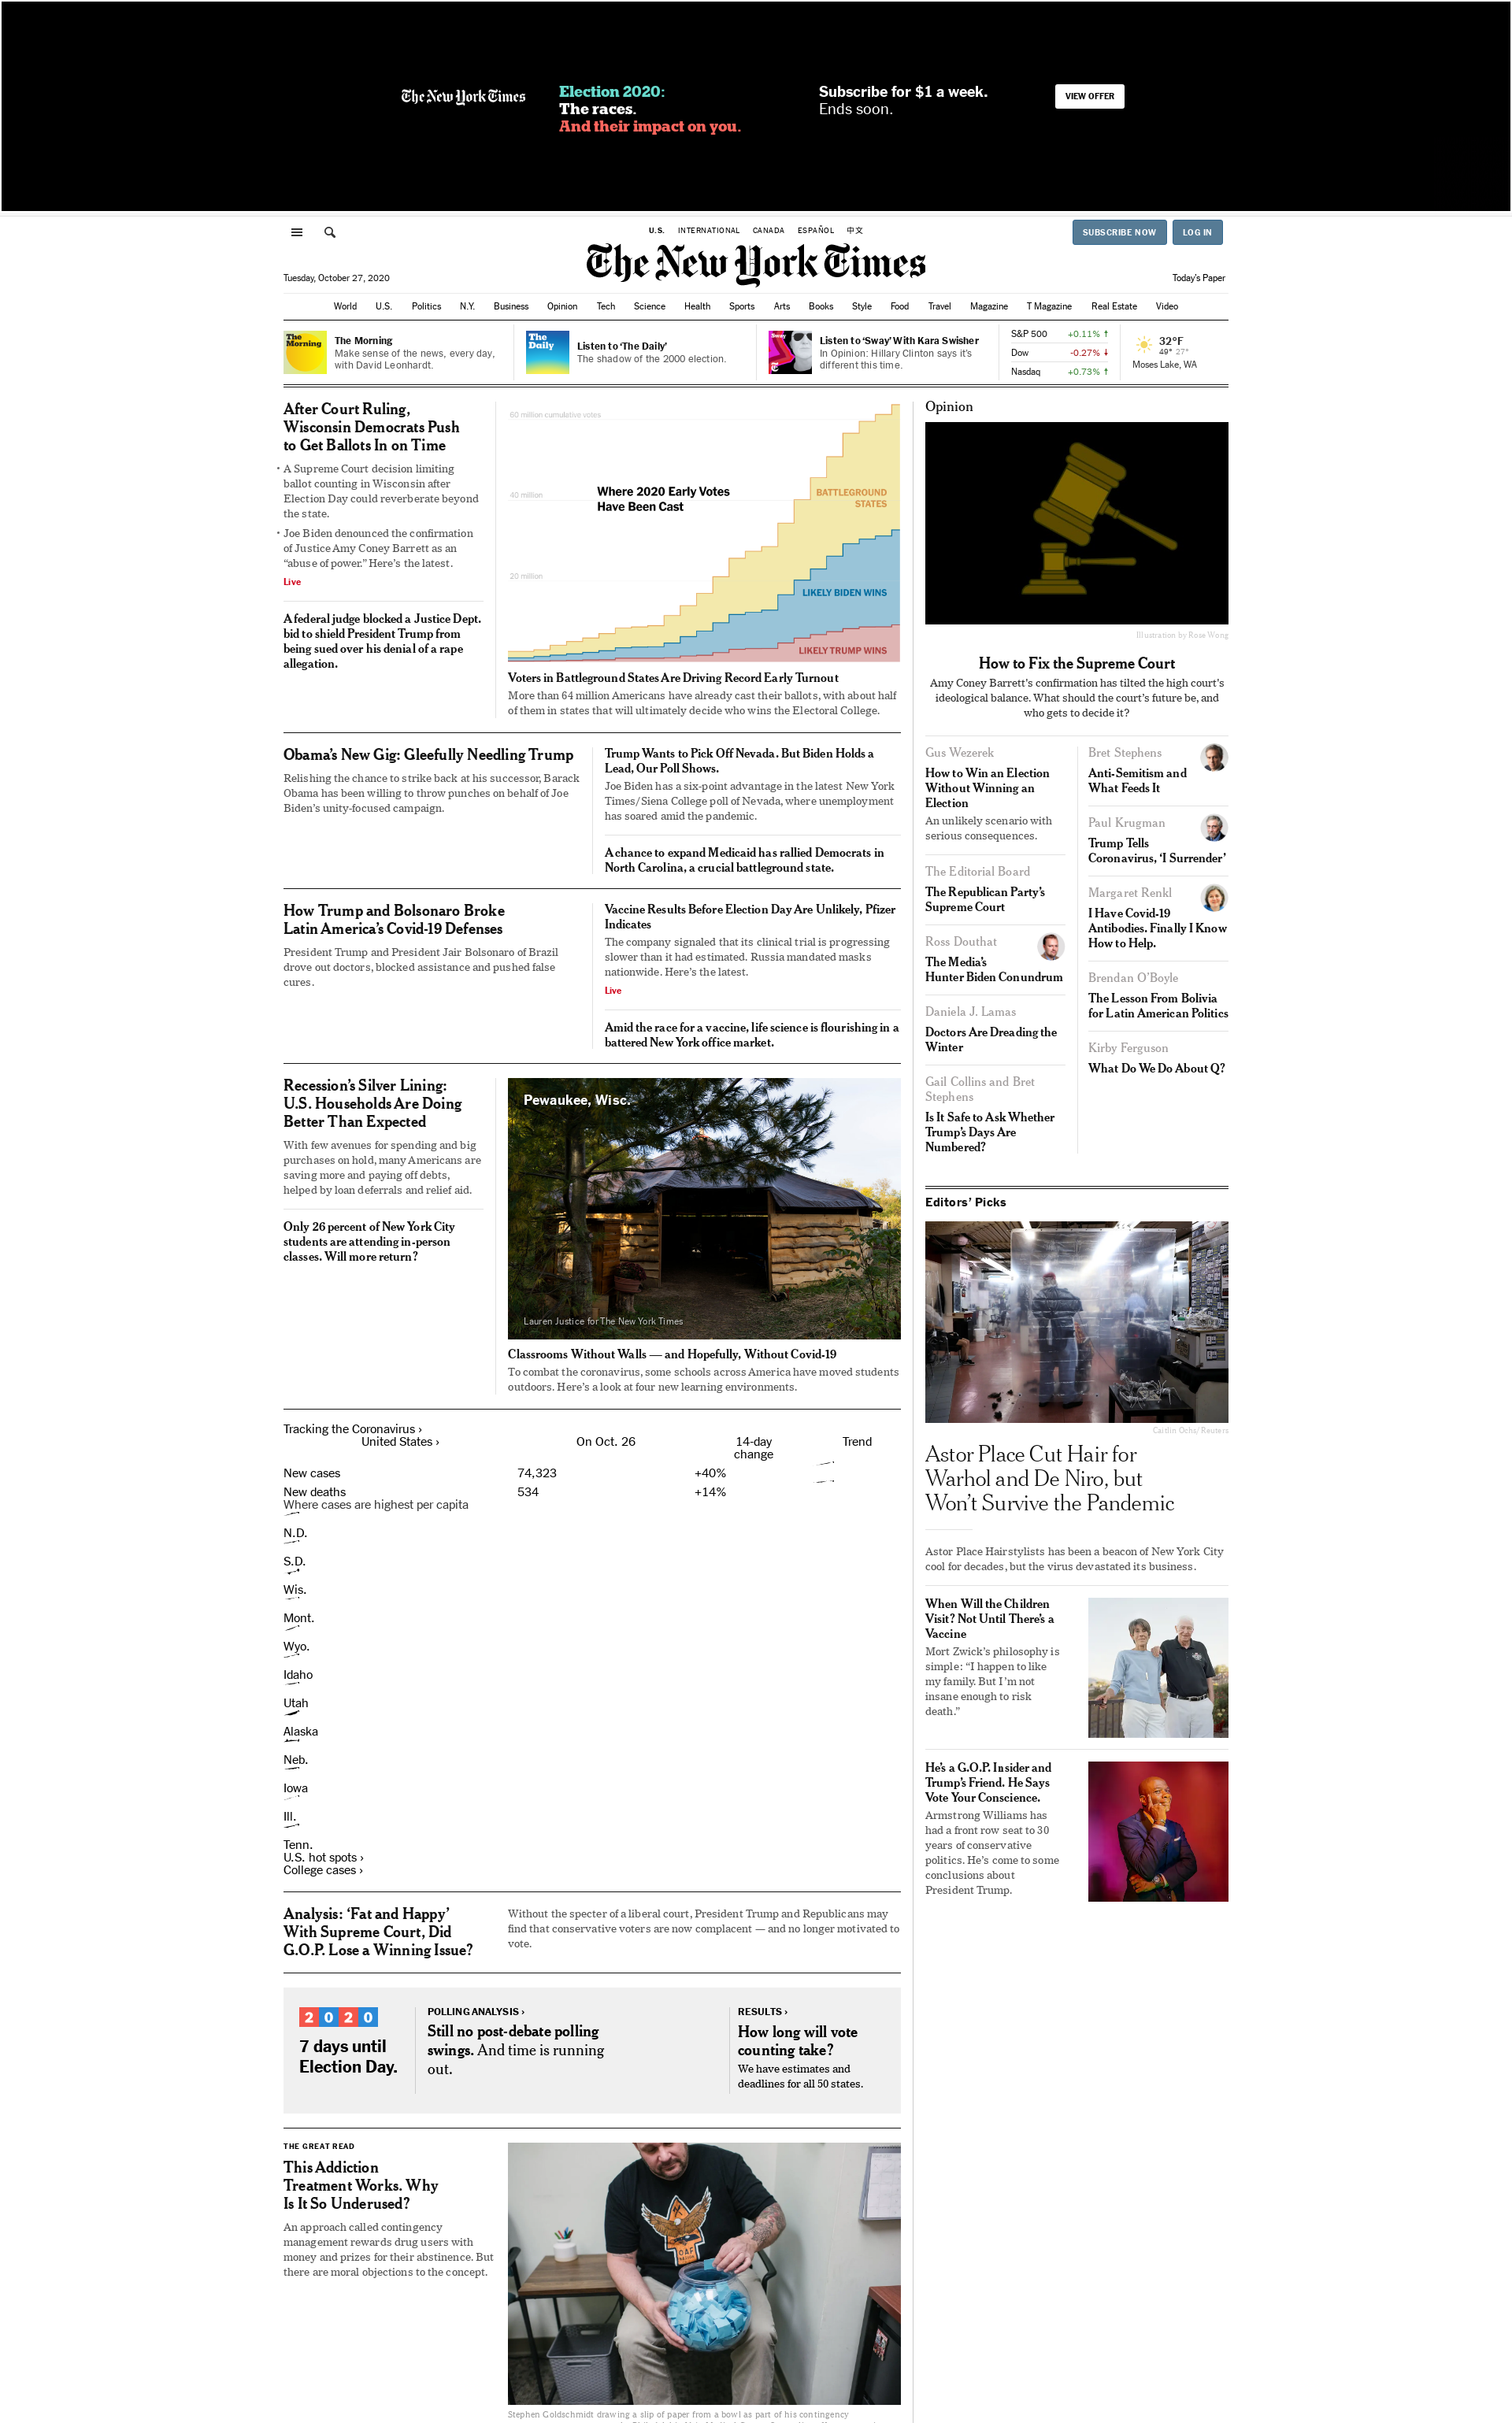 The New York Times
Election 2020:
The races.
And their impact on you.
Subscribe for $1 a week.
Ends soon.
VIEW OFFER
U.S. INTERNATIONAL CANADA ESPAÑOL 中文
SUBSCRIBE NOW LOG IN
The New York Times
Tuesday, October 27, 2020
Today's Paper
World U.S. Politics N.Y. Business Opinion Tech Science Health Sports Arts Books Style Food Travel Magazine T Magazine Real Estate Video
The Morning
The Morning
Make sense of the news, every day,
with David Leonhardt.
The Daily
Listen to ‘The Daily’
The shadow of the 2000 election.
Sway
Listen to ‘Sway’ With Kara Swisher
In Opinion: Hillary Clinton says it's
different this time.
S&P 500 +0.11% ↑
Dow -0.27% ↓
Nasdaq +0.73% ↑
32°F
49° 27°
Moses Lake, WA
After Court Ruling,
Wisconsin Democrats Push
to Get Ballots In on Time
• A Supreme Court decision limiting
ballot counting in Wisconsin after
Election Day could reverberate beyond
the state.
• Joe Biden denounced the confirmation
of Justice Amy Coney Barrett as an
“abuse of power.” Here's the latest.
Live
A federal judge blocked a Justice Dept.
bid to shield President Trump from
being sued over his denial of a rape
allegation.
60 million cumulative votes
40 million
20 million
Where 2020 Early Votes
Have Been Cast
BATTLEGROUND
STATES
LIKELY BIDEN WINS
LIKELY TRUMP WINS
Voters in Battleground States Are Driving Record Early Turnout
More than 64 million Americans have already cast their ballots, with about half
of them in states that will ultimately decide who wins the Electoral College.
Obama's New Gig: Gleefully Needling Trump
Relishing the chance to strike back at his successor, Barack
Obama has been willing to throw punches on behalf of Joe
Biden's unity-focused campaign.
Trump Wants to Pick Off Nevada. But Biden Holds a
Lead, Our Poll Shows.
Joe Biden has a six-point advantage in the latest New York
Times/Siena College poll of Nevada, where unemployment
has soared amid the pandemic.
A chance to expand Medicaid has rallied Democrats in
North Carolina, a crucial battleground state.
How Trump and Bolsonaro Broke
Latin America's Covid-19 Defenses
President Trump and President Jair Bolsonaro of Brazil
drove out doctors, blocked assistance and pushed false
cures.
Vaccine Results Before Election Day Are Unlikely, Pfizer
Indicates
The company signaled that its clinical trial is progressing
slower than it had estimated. Russia mandated masks
nationwide. Here's the latest.
Live
Amid the race for a vaccine, life science is flourishing in a
battered New York office market.
Recession's Silver Lining:
U.S. Households Are Doing
Better Than Expected
With few avenues for spending and big
purchases on hold, many Americans are
saving more and paying off debts,
helped by loan deferrals and relief aid.
Only 26 percent of New York City
students are attending in-person
classes. Will more return?
Pewaukee, Wisc.
Lauren Justice for The New York Times
Classrooms Without Walls — and Hopefully, Without Covid-19
To combat the coronavirus, some schools across America have moved students
outdoors. Here's a look at four new learning environments.
Tracking the Coronavirus ›
United States › On Oct. 26 14-day
change Trend
New cases 74,323 +40%
New deaths 534 +14%
Where cases are highest per capita
N.D.
S.D.
Wis.
Mont.
Wyo.
Idaho
Utah
Alaska
Neb.
Iowa
Ill.
Tenn.
U.S. hot spots ›
College cases ›
Analysis: ‘Fat and Happy’
With Supreme Court, Did
G.O.P. Lose a Winning Issue?
Without the specter of a liberal court, President Trump and Republicans may
find that conservative voters are now complacent — and no longer motivated to
vote.
2020
7 days until
Election Day.
POLLING ANALYSIS ›
Still no post-debate polling
swings. And time is running
out.
RESULTS ›
How long will vote
counting take?
We have estimates and
deadlines for all 50 states.
THE GREAT READ
This Addiction
Treatment Works. Why
Is It So Underused?
An approach called contingency
management rewards drug users with
money and prizes for their abstinence. But
there are moral objections to the concept.
Stephen Goldschmidt drawing a slip of paper from a bowl as part of his contingency
Opinion
Illustration by Rose Wong
How to Fix the Supreme Court
Amy Coney Barrett's confirmation has tilted the high court's
ideological balance. What should the court's future be, and
who gets to decide it?
Gus Wezerek
How to Win an Election
Without Winning an
Election
An unlikely scenario with
serious consequences.
The Editorial Board
The Republican Party's
Supreme Court
Ross Douthat
The Media's
Hunter Biden Conundrum
Daniela J. Lamas
Doctors Are Dreading the
Winter
Gail Collins and Bret
Stephens
Is It Safe to Ask Whether
Trump's Days Are
Numbered?
Bret Stephens
Anti-Semitism and
What Feeds It
Paul Krugman
Trump Tells
Coronavirus, ‘I Surrender’
Margaret Renkl
I Have Covid-19
Antibodies. Finally I Know
How to Help.
Brendan O'Boyle
The Lesson From Bolivia
for Latin American Politics
Kirby Ferguson
What Do We Do About Q?
Editors' Picks
Caitlin Ochs/Reuters
Astor Place Cut Hair for
Warhol and De Niro, but
Won't Survive the Pandemic
Astor Place Hairstylists has been a beacon of New York City
cool for decades, but the virus devastated its business.
When Will the Children
Visit? Not Until There's a
Vaccine
Mort Zwick's philosophy is
simple: “I happen to like
my family. But I'm not
insane enough to risk
death.”
He's a G.O.P. Insider and
Trump's Friend. He Says
Vote Your Conscience.
Armstrong Williams has
had a front row seat to 30
years of conservative
politics. He's come to some
conclusions about
President Trump.